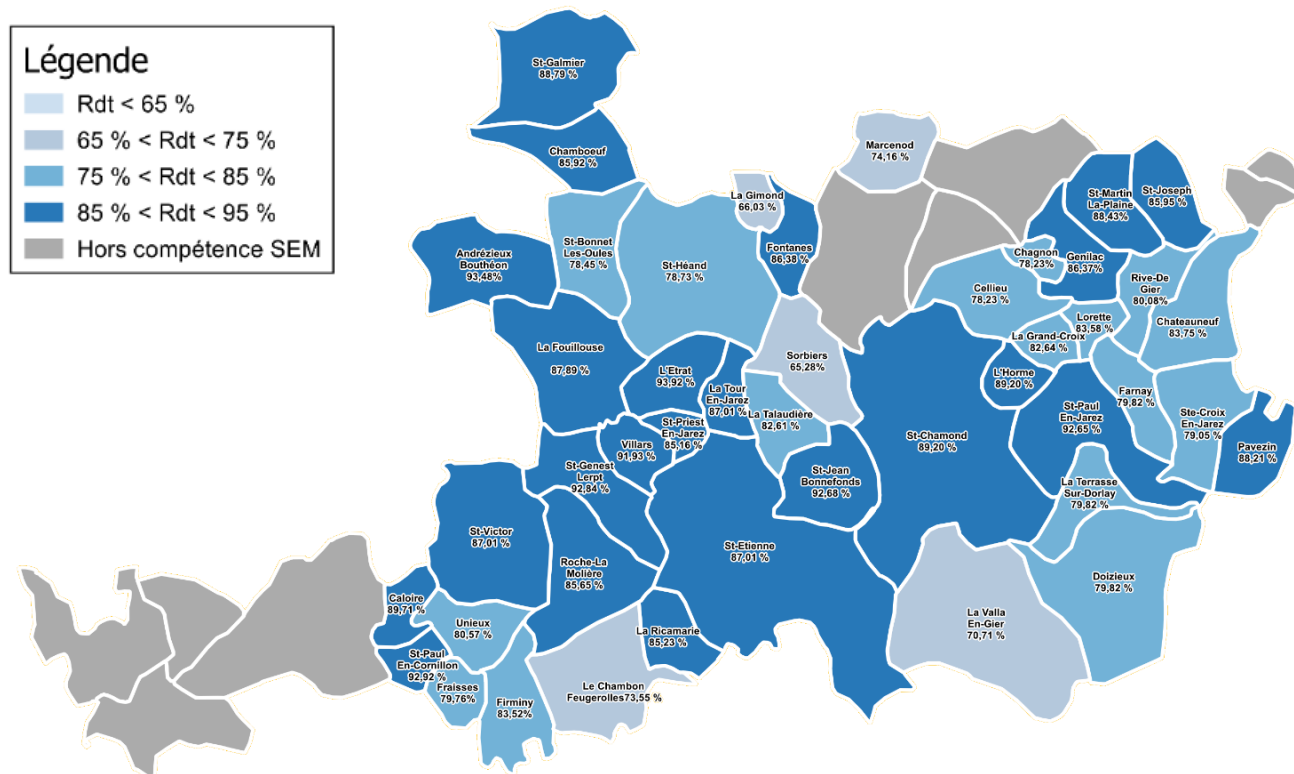 Légende
Rdt < 65 %
65 % < Rdt < 75 %
75 % < Rdt < 85 %
85 % < Rdt < 95 %
Hors compétence SEM
St-Galmier
88,79 %
Chamboeuf
85,92 %
Marcenod
74,16 %
La Gimond
66,03 %
Fontanes
86,38 %
St-Martin
La-Plaine
88,43%
St-Joseph
85,95 %
Andrézieux
Bouthéon
93,48%
St-Bonnet
Les-Oules
78,45 %
St-Héand
78,73 %
Chagnon
78,23%
Genilac
86,37%
Cellieu
78,23 %
Rive-De
Gier
80,08%
Lorette
83,58 %
Chateauneuf
83,75 %
La Grand-Croix
82,64 %
La Fouillouse
87,89 %
L'Etrat
93,92 %
La Tour
En-Jarez
87,01 %
Sorbiers
65,28%
L'Horme
89,20 %
Farnay
79,82 %
La Talaudière
82,61 %
St-Paul
En-Jarez
92,65 %
Ste-Croix
En-Jarez
79,05 %
Pavezin
88,21 %
St-Priest
En-Jarez
85,16 %
Villars
91,93 %
St-Chamond
89,20 %
St-Genest
Lerpt
92,84 %
St-Jean
Bonnefonds
92,68 %
La Terrasse
Sur-Dorlay
79,82 %
St-Victor
87,01 %
St-Etienne
87,01 %
Roche-La
Molière
85,65 %
Doizieux
79,82 %
Caloire
89,71 %
Unieux
80,57 %
La Valla
En-Gier
70,71 %
La Ricamarie
85,23 %
St-Paul
En-Cornillon
92,92 %
Fraisses
79,76%
Firminy
83,52%
Le Chambon
Feugerolles73,55 %